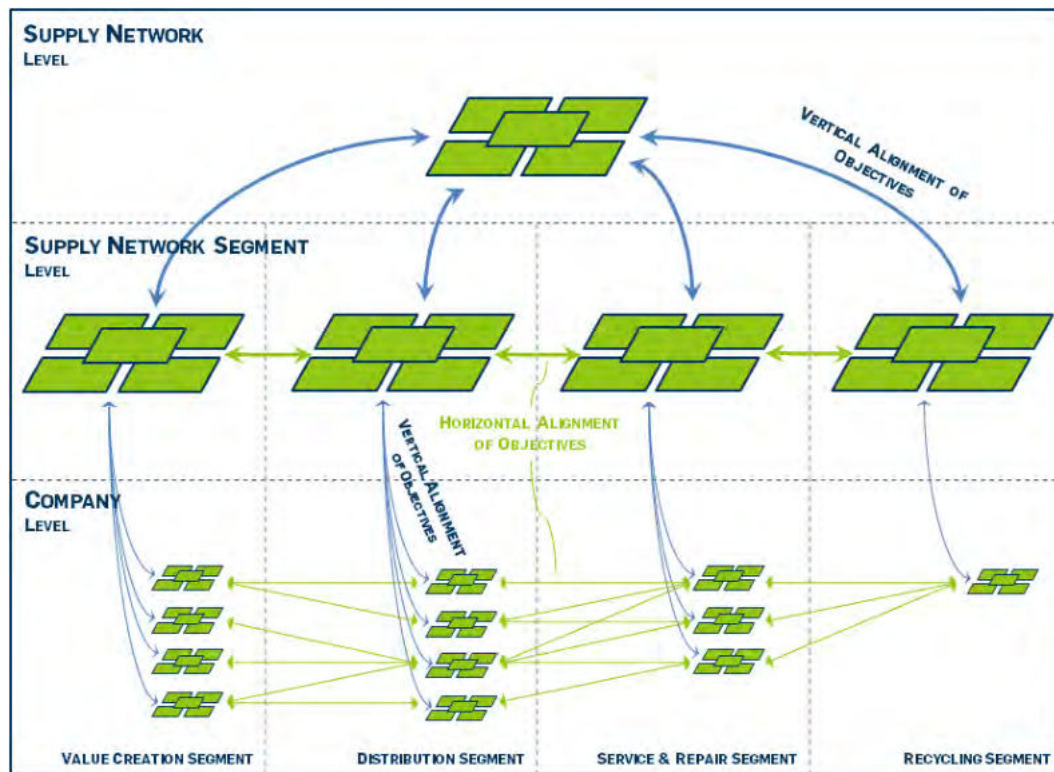 SUPPLY NETWORK
LEVEL
VERTICAL ALIGNMENT OF
OBJECTIVES
SUPPLY NETWORK SEGMENT
LEVEL
HORIZONTAL ALIGNMENT
OF OBJECTIVES
VERTICAL ALIGNMENT
OF OBJECTIVES
COMPANY
LEVEL
VALUE CREATION SEGMENT
DISTRIBUTION SEGMENT
SERVICE & REPAIR SEGMENT
RECYCLING SEGMENT